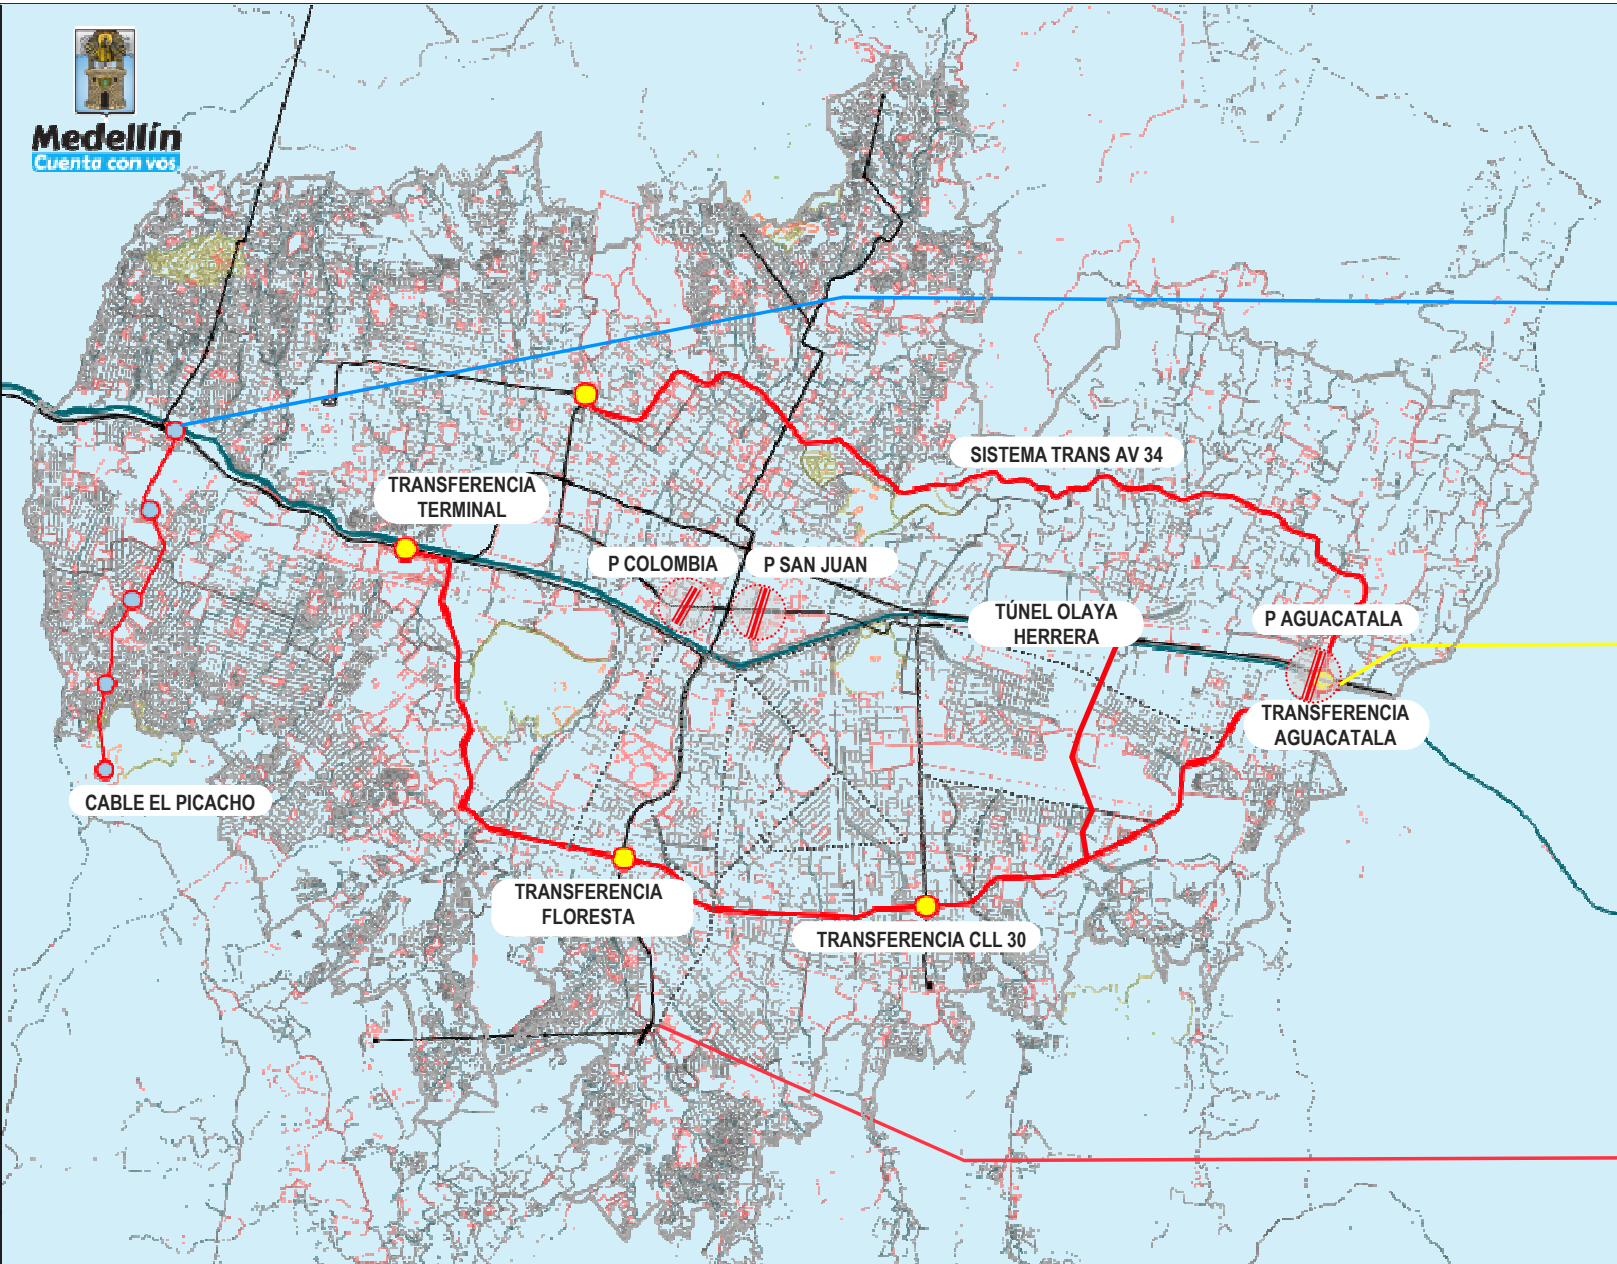 Medellín
Cuenta con vos
SISTEMA TRANS AV 34
TRANSFERENCIA
TERMINAL
P COLOMBIA
P SAN JUAN
TÚNEL OLAYA
HERRERA
P AGUACATALA
TRANSFERENCIA
AGUACATALA
CABLE EL PICACHO
TRANSFERENCIA
FLORESTA
TRANSFERENCIA CLL 30